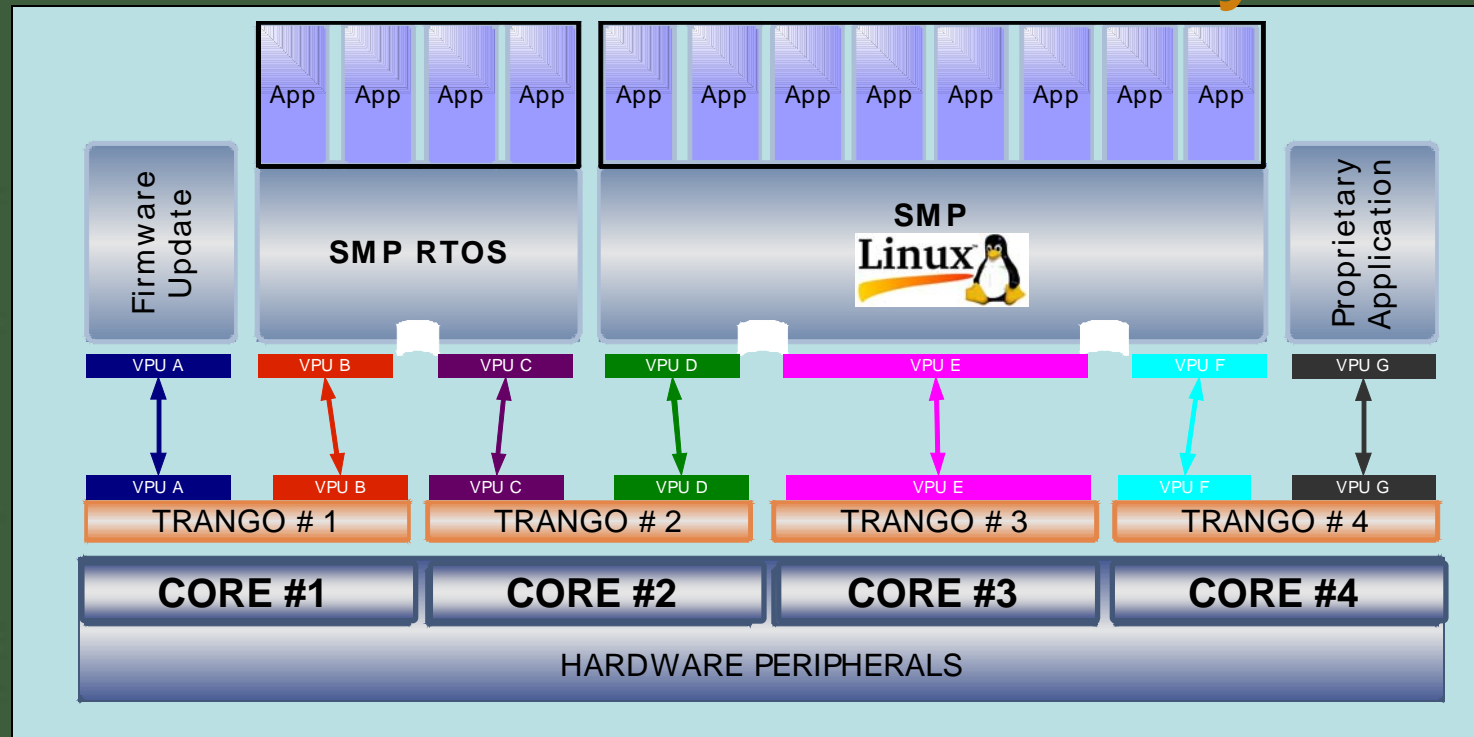 App App App App App App App App App App App App
Firmware
Update
SMP RTOS
SMP
Linux™
Proprietary
Application
VPU A VPU B VPU C VPU D VPU E VPU F VPU G
VPU A VPU B VPU C VPU D VPU E VPU F VPU G
TRANGO # 1 TRANGO # 2 TRANGO # 3 TRANGO # 4
CORE #1 CORE #2 CORE #3 CORE #4
HARDWARE PERIPHERALS